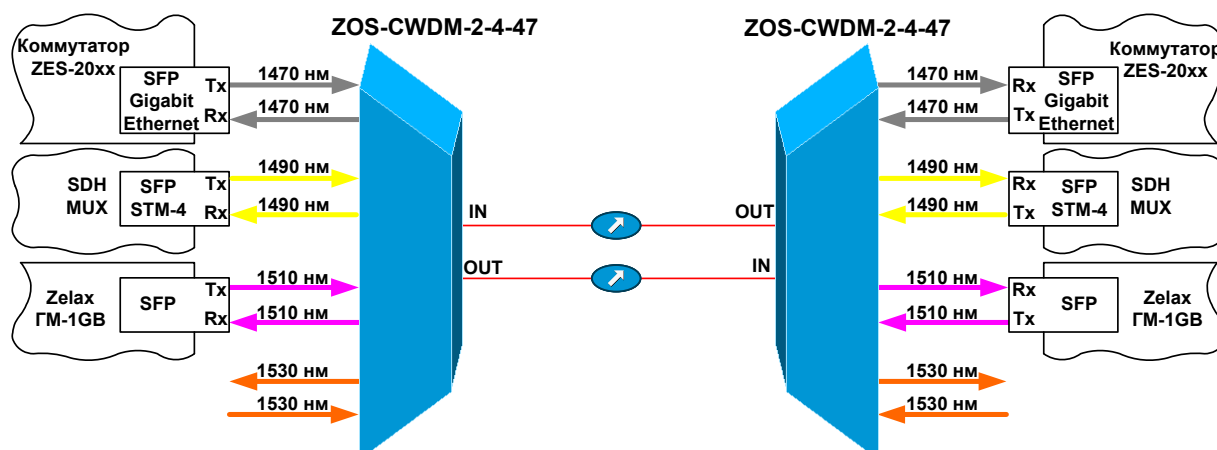 ZOS-CWDM-2-4-47
ZOS-CWDM-2-4-47
Коммутатор
ZES-20xx
SFP
Gigabit
Ethernet
Tx
Rx
1470 нм
1470 нм
SDH
MUX
SFP
STM-4
Tx
Rx
1490 нм
1490 нм
Zelax
ГМ-1GB
SFP
Tx
Rx
1510 нм
1510 нм
1530 нм
1530 нм
IN
OUT
OUT
IN
1470 нм
1470 нм
Rx
Tx
SFP
Gigabit
Ethernet
Коммутатор
ZES-20xx
1490 нм
1490 нм
Rx
Tx
SFP
STM-4
SDH
MUX
1510 нм
1510 нм
Rx
Tx
SFP
Zelax
ГМ-1GB
1530 нм
1530 нм